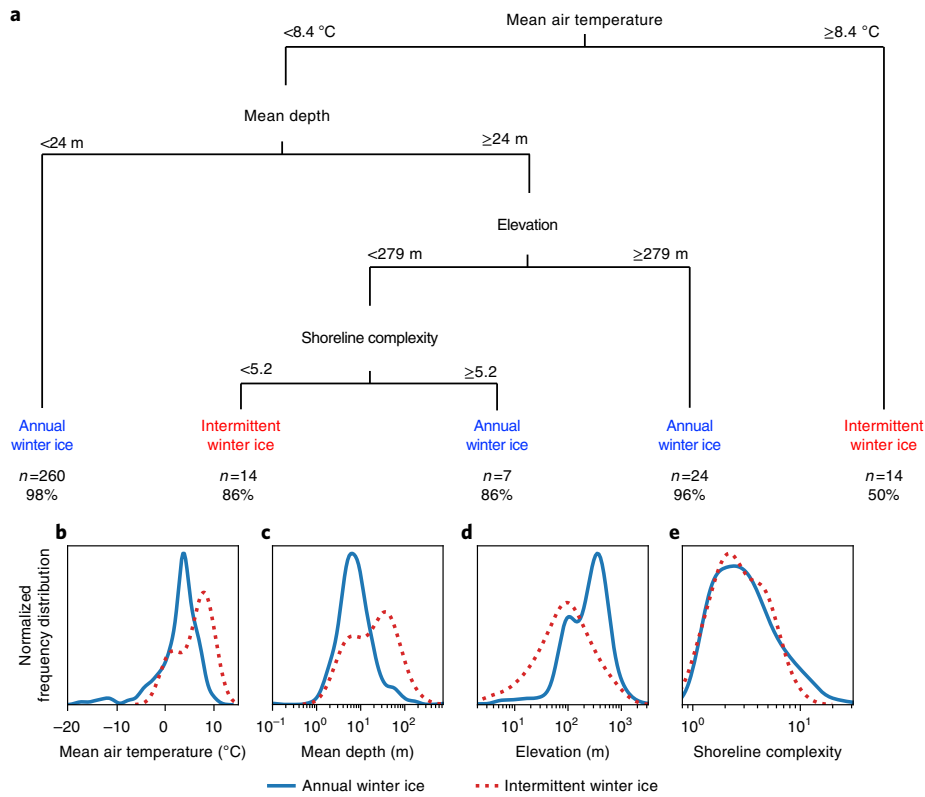 a
Mean air temperature
<8.4 °C
≥8.4 °C
Mean depth
<24 m
≥24 m
Elevation
<279 m
≥279 m
Shoreline complexity
<5.2
≥5.2
Annual
winter ice
n=260
98%
Intermittent
winter ice
n=14
86%
Annual
winter ice
n=7
86%
Annual
winter ice
n=24
96%
Intermittent
winter ice
n=14
50%
b
Normalized
frequency distribution
–20 –10 0 10
Mean air temperature (°C)
c
10⁻¹ 10⁰ 10¹ 10²
Mean depth (m)
d
10¹ 10² 10³
Elevation (m)
e
10⁰ 10¹
Shoreline complexity
Annual winter ice
Intermittent winter ice